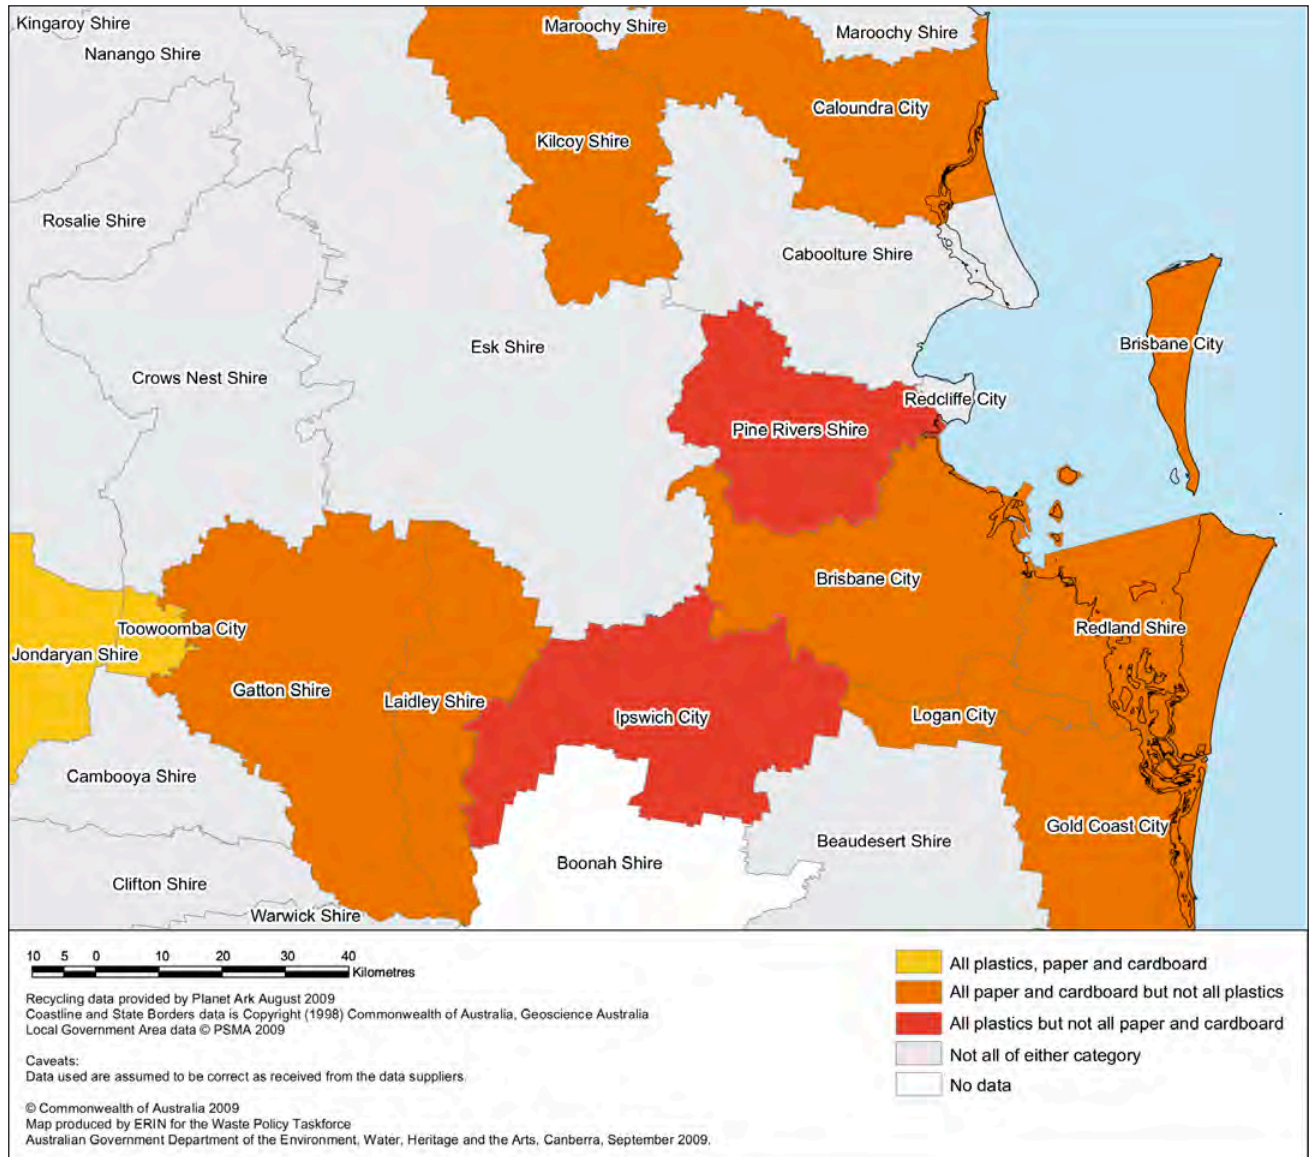 Kingaroy Shire
Nanango Shire
Maroochy Shire
Maroochy Shire
Caloundra City
Kilcoy Shire
Rosalie Shire
Caboolture Shire
Esk Shire
Brisbane City
Crows Nest Shire
Redcliffe City
Pine Rivers Shire
Brisbane City
Toowoomba City
Redland Shire
Jondaryan Shire
Gatton Shire
Laidley Shire
Ipswich City
Logan City
Cambooya Shire
Gold Coast City
Beaudesert Shire
Boonah Shire
Clifton Shire
Warwick Shire
10 5 0 10 20 30 40
Kilometres
Recycling data provided by Planet Ark August 2009
Coastline and State Borders data is Copyright (1998) Commonwealth of Australia, Geoscience Australia
Local Government Area data © PSMA 2009
Caveats:
Data used are assumed to be correct as received from the data suppliers.
© Commonwealth of Australia 2009
Map produced by ERIN for the Waste Policy Taskforce
Australian Government Department of the Environment, Water, Heritage and the Arts, Canberra, September 2009.
All plastics, paper and cardboard
All paper and cardboard but not all plastics
All plastics but not all paper and cardboard
Not all of either category
No data